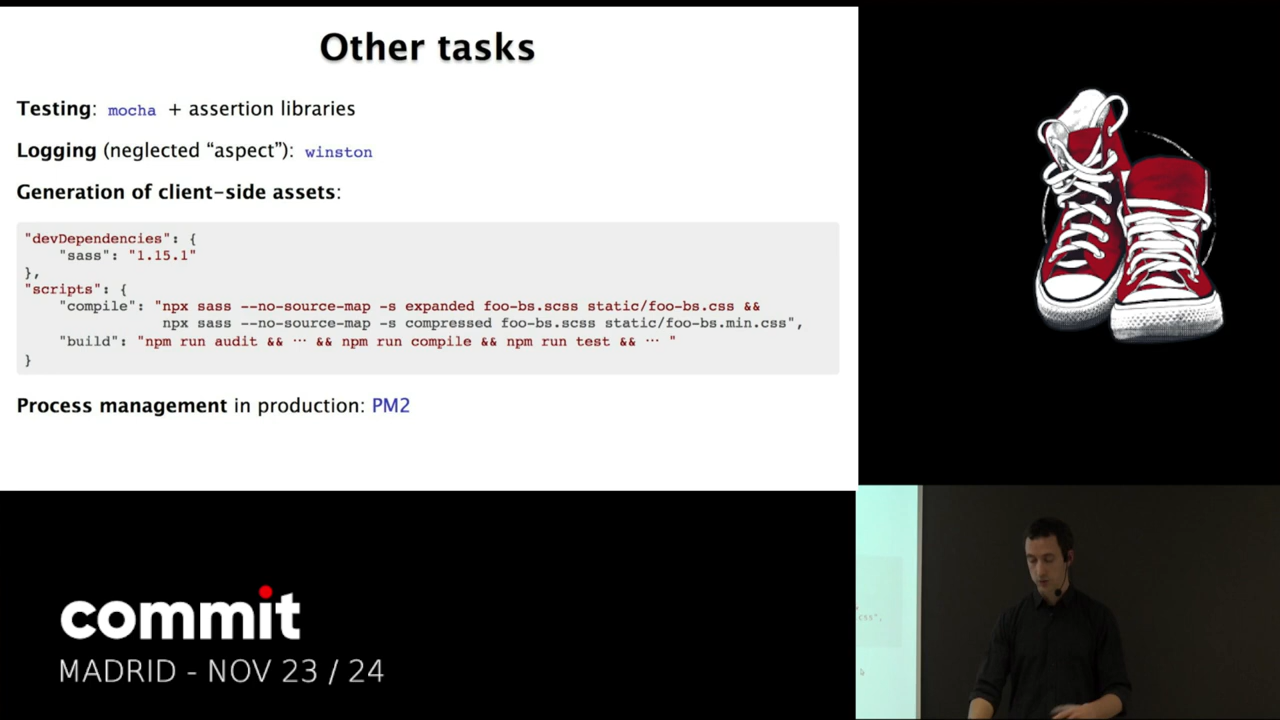 Other tasks
Testing: mocha + assertion libraries
Logging (neglected “aspect”): winston
Generation of client-side assets:
"devDependencies": {
    "sass": "1.15.1"
},
"scripts": {
    "compile": "npx sass --no-source-map -s expanded foo-bs.scss static/foo-bs.css &&
                npx sass --no-source-map -s compressed foo-bs.scss static/foo-bs.min.css",
    "build": "npm run audit && ··· && npm run compile && npm run test && ··· "
}
Process management in production: PM2
commit
MADRID - NOV 23 / 24
css",